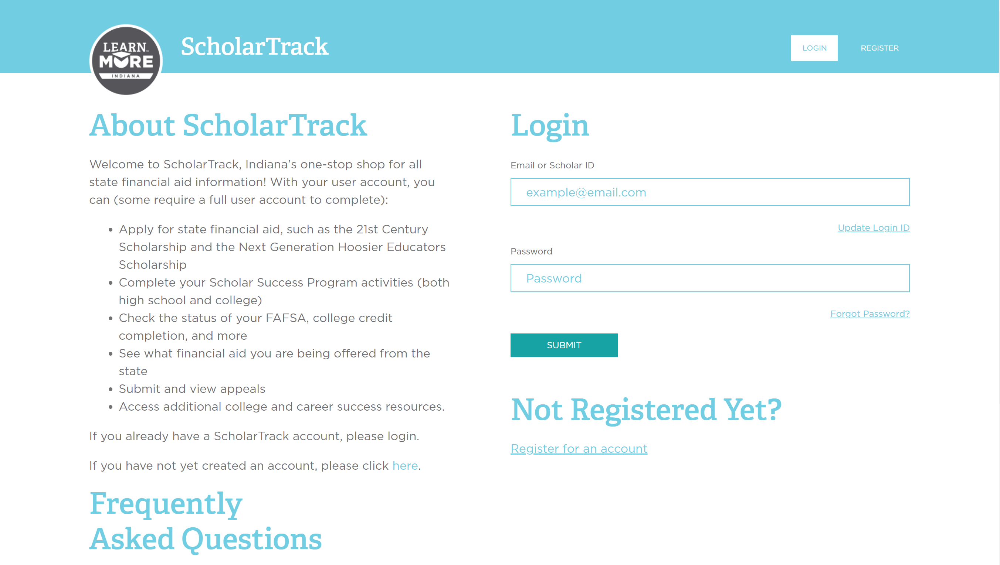 LEARN™
MORE
INDIANA
ScholarTrack
LOGIN
REGISTER
About ScholarTrack
Welcome to ScholarTrack, Indiana's one-stop shop for all
state financial aid information! With your user account, you
can (some require a full user account to complete):
• Apply for state financial aid, such as the 21st Century
Scholarship and the Next Generation Hoosier Educators
Scholarship
• Complete your Scholar Success Program activities (both
high school and college)
• Check the status of your FAFSA, college credit
completion, and more
• See what financial aid you are being offered from the
state
• Submit and view appeals
• Access additional college and career success resources.
If you already have a ScholarTrack account, please login.
If you have not yet created an account, please click here.
Frequently
Asked Questions
Login
Email or Scholar ID
example@email.com
Update Login ID
Password
Password
Forgot Password?
SUBMIT
Not Registered Yet?
Register for an account